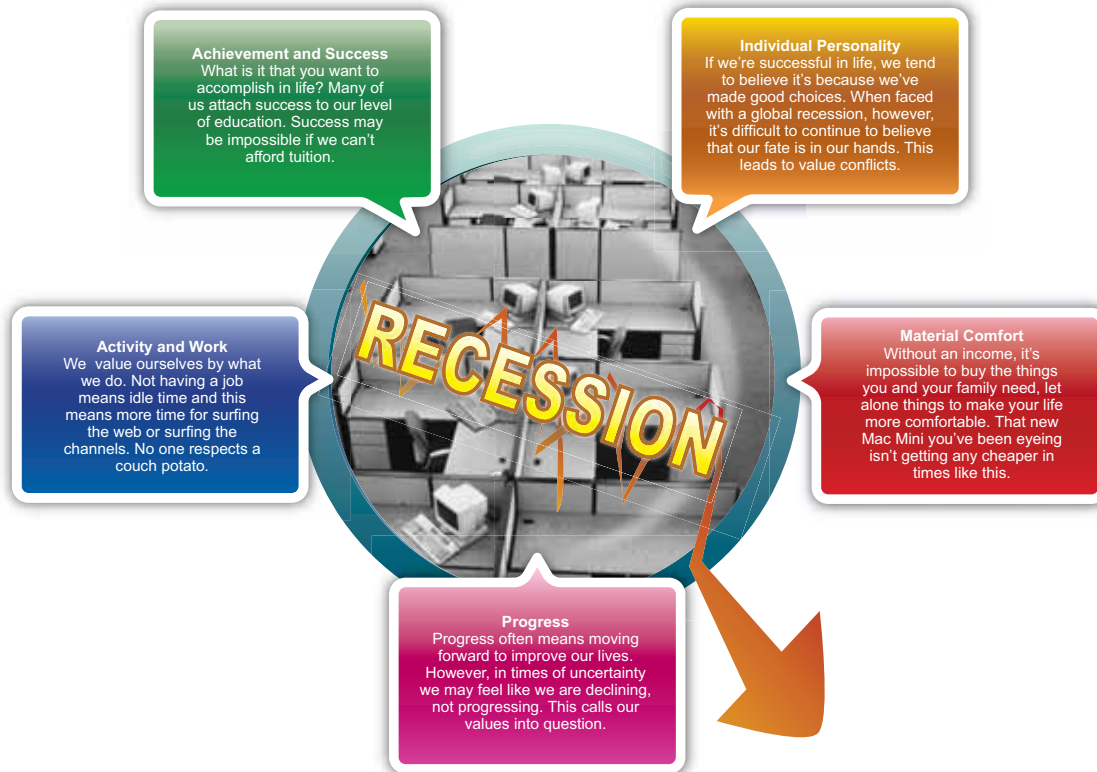 Achievement and Success
What is it that you want to
accomplish in life? Many of
us attach success to our level
of education. Success may
be impossible if we can't
afford tuition.
Individual Personality
If we're successful in life, we tend
to believe it's because we've
made good choices. When faced
with a global recession, however,
it's difficult to continue to believe
that our fate is in our hands. This
leads to value conflicts.
Activity and Work
We value ourselves by what
we do. Not having a job
means idle time and this
means more time for surfing
the web or surfing the
channels. No one respects a
couch potato.
RECESSION
Material Comfort
Without an income, it's
impossible to buy the things
you and your family need, let
alone things to make your life
more comfortable. That new
Mac Mini you've been eyeing
isn't getting any cheaper in
times like this.
Progress
Progress often means moving
forward to improve our lives.
However, in times of uncertainty
we may feel like we are declining,
not progressing. This calls our
values into question.